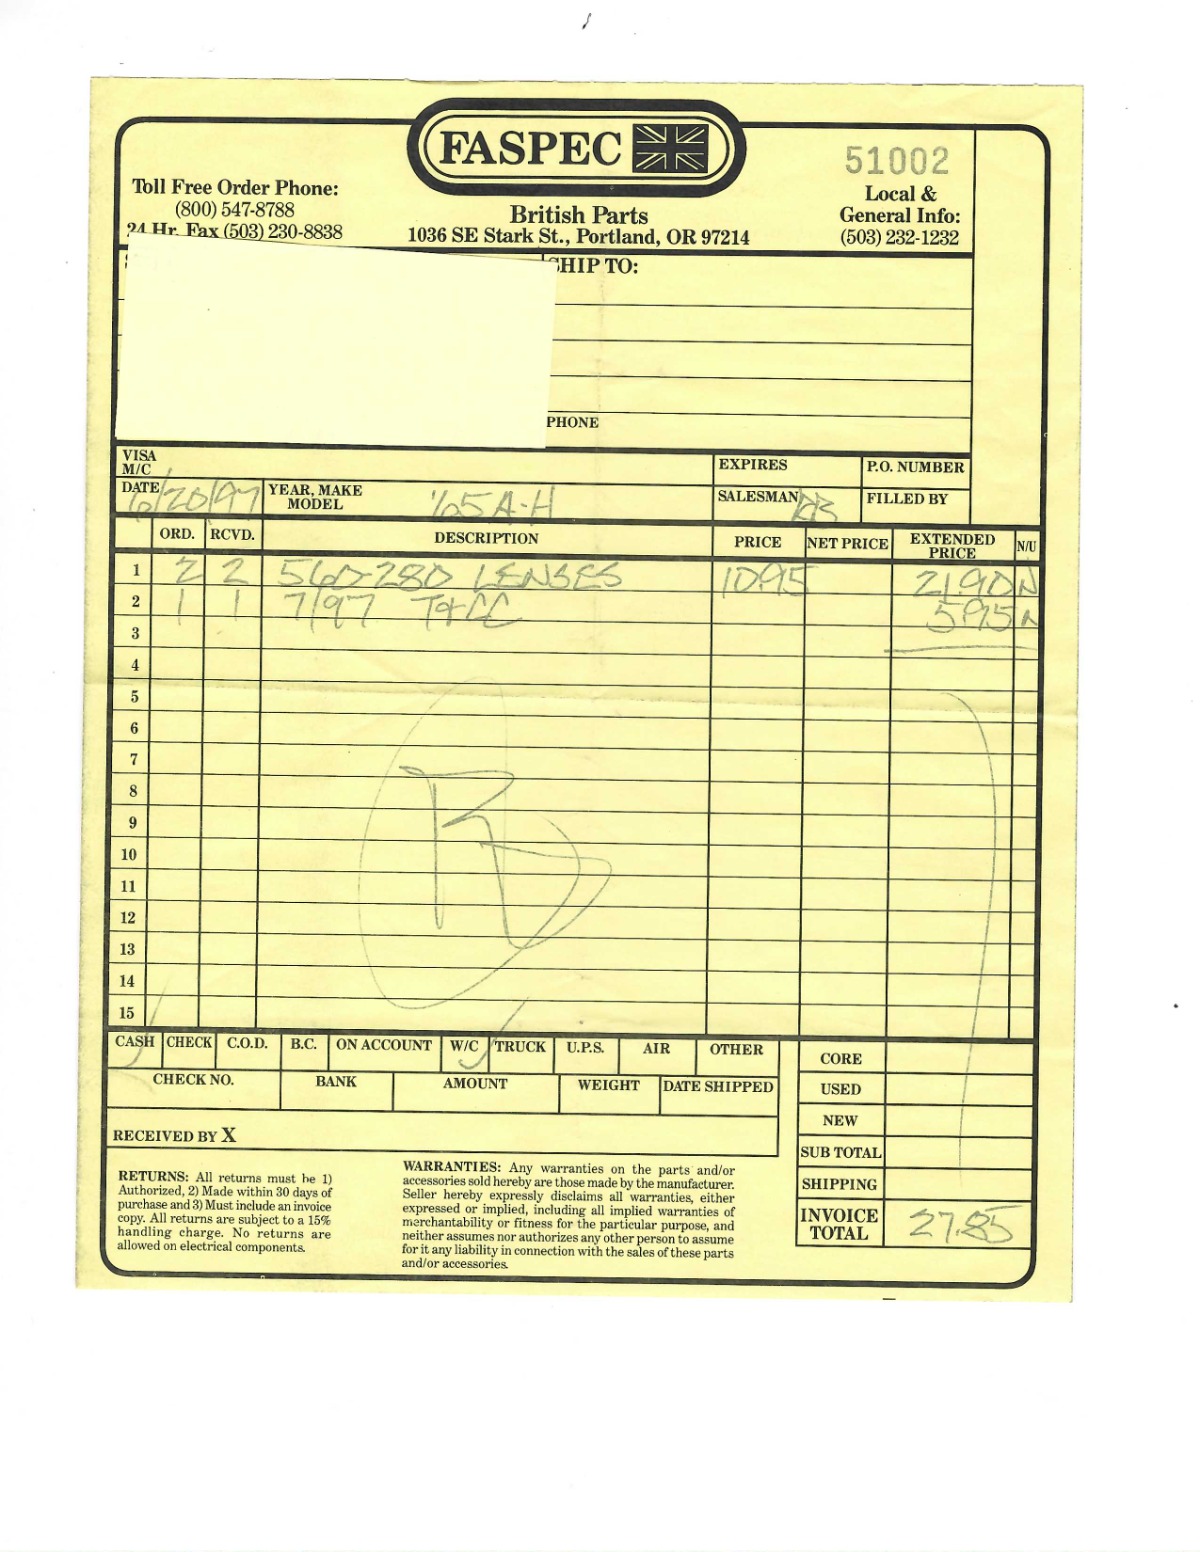 FASPEC
51002
Toll Free Order Phone:
(800) 547-8788
24 Hr. Fax (503) 230-8838
British Parts
1036 SE Stark St., Portland, OR 97214
Local &
General Info:
(503) 232-1232
SHIP TO:
PHONE
VISA
M/C
EXPIRES
P.O. NUMBER
DATE 6/20/97
YEAR, MAKE
MODEL '65 A-H
SALESMAN
FILLED BY
ORD. RCVD. DESCRIPTION PRICE NET PRICE EXTENDED PRICE N/U
1 2 2 560-280 LENSES 10.95 21.90 N
2 1 1 7/97 T&CC 5.95 N
3
4
5
6
7
8
9
10
11
12
13
14
15
CASH CHECK C.O.D. B.C. ON ACCOUNT W/C TRUCK U.P.S. AIR OTHER
CHECK NO. BANK AMOUNT WEIGHT DATE SHIPPED
RECEIVED BY X
CORE
USED
NEW
SUB TOTAL
SHIPPING
INVOICE
TOTAL 27.85
RETURNS: All returns must be 1)
Authorized, 2) Made within 30 days of
purchase and 3) Must include an invoice
copy. All returns are subject to a 15%
handling charge. No returns are
allowed on electrical components.
WARRANTIES: Any warranties on the parts and/or
accessories sold hereby are those made by the manufacturer.
Seller hereby expressly disclaims all warranties, either
expressed or implied, including all implied warranties of
merchantability or fitness for the particular purpose, and
neither assumes nor authorizes any other person to assume
for it any liability in connection with the sales of these parts
and/or accessories.